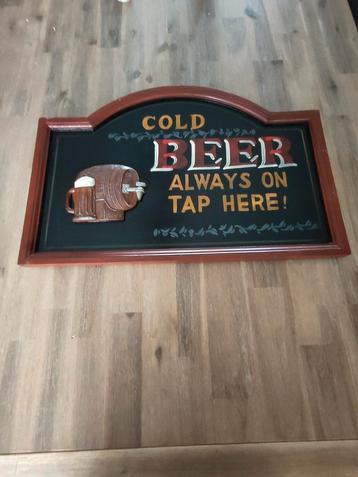 COLD
BEER
ALWAYS ON
TAP HERE!